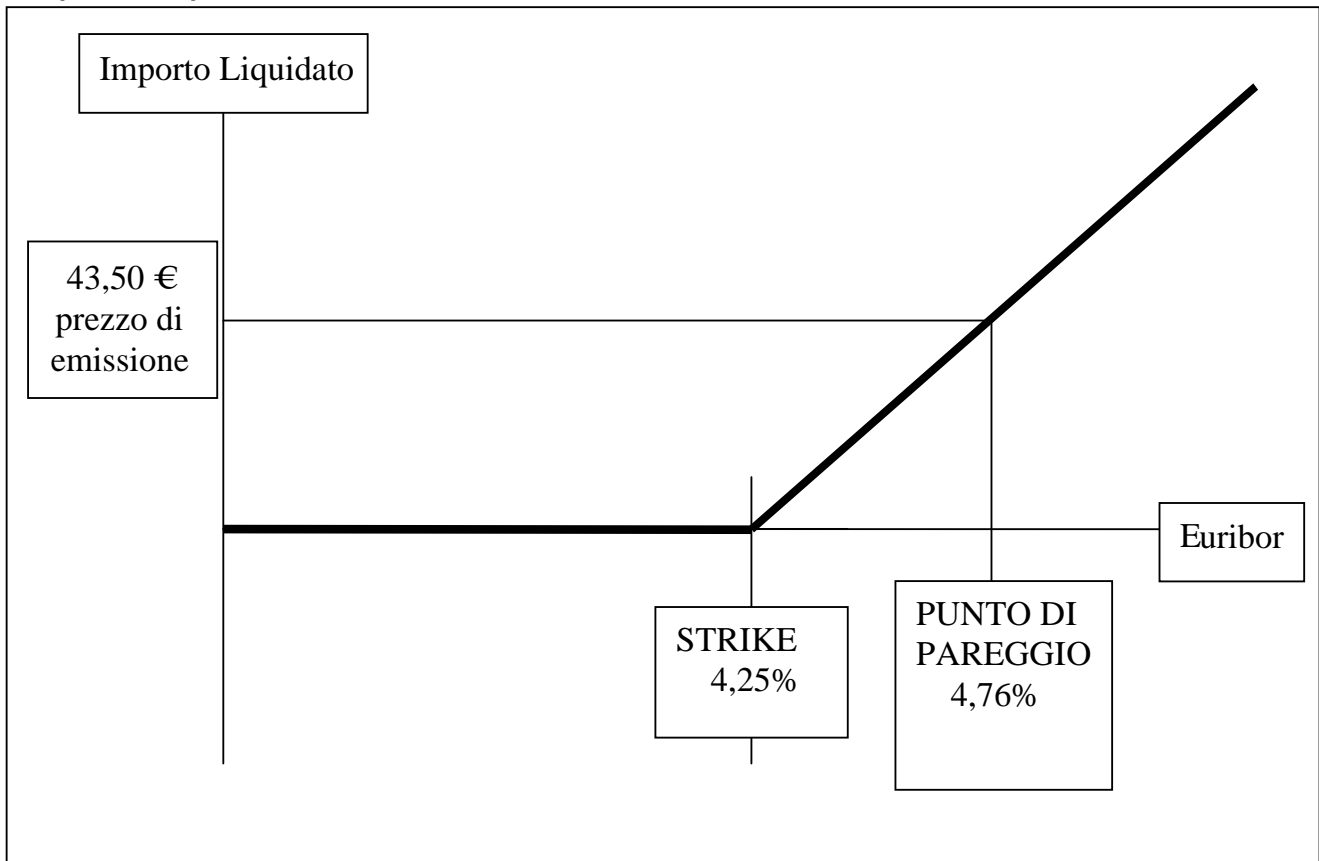 Importo Liquidato
43,50 €
prezzo di
emissione
Euribor
STRIKE
4,25%
PUNTO DI
PAREGGIO
4,76%